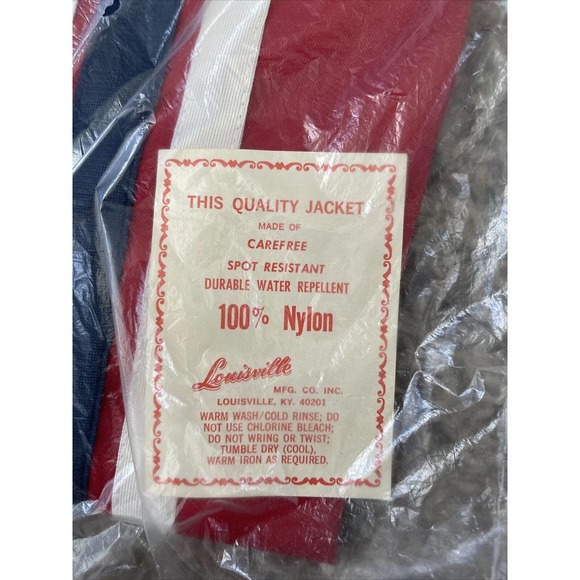 THIS QUALITY JACKET
MADE OF
CAREFREE
SPOT RESISTANT
DURABLE WATER REPELLENT
100% Nylon
Louisville
MFG. CO. INC.
LOUISVILLE, KY. 40201
WARM WASH/COLD RINSE; DO
NOT USE CHLORINE BLEACH;
DO NOT WRING OR TWIST;
TUMBLE DRY (COOL),
WARM IRON AS REQUIRED.